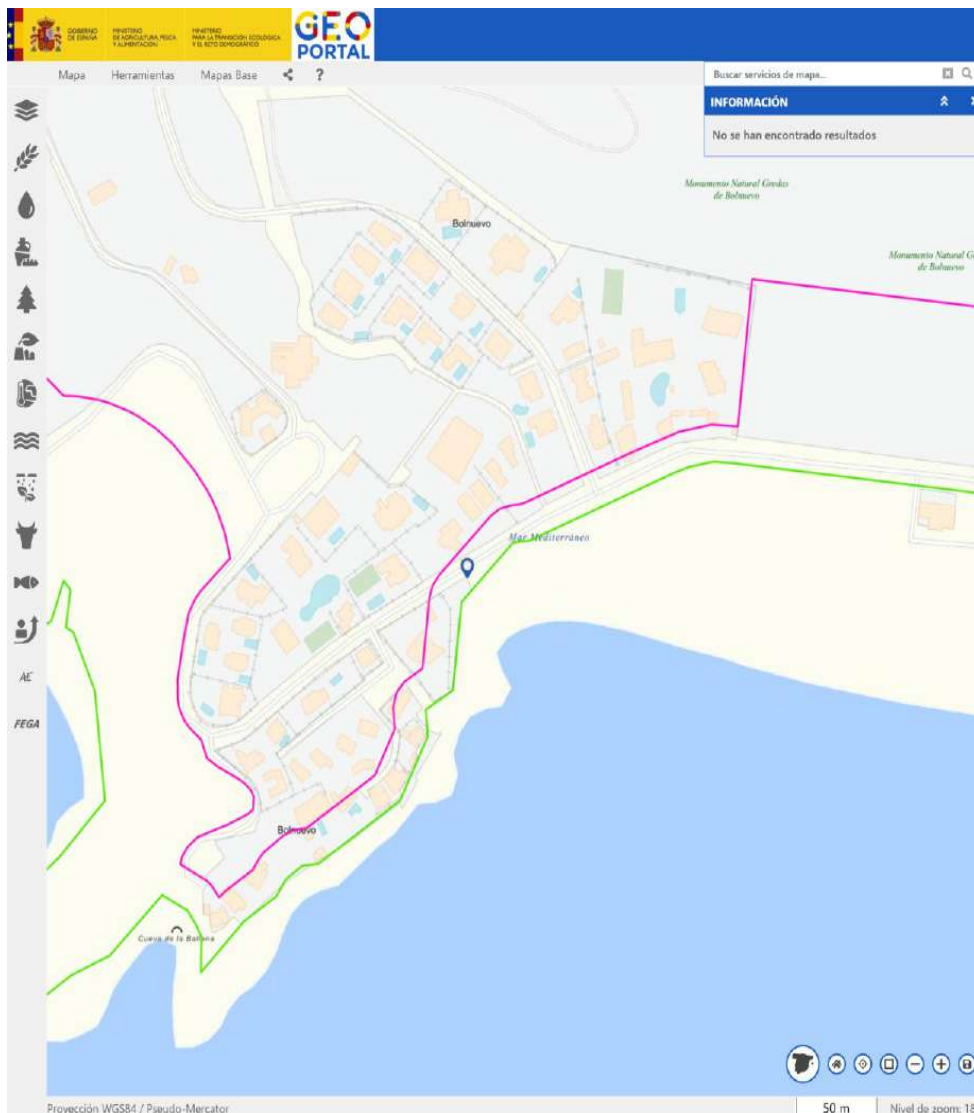 GOBIERNO
DE ESPAÑA
MINISTERIO
DE AGRICULTURA, PESCA
Y ALIMENTACIÓN
MINISTERIO
PARA LA TRANSICIÓN ECOLÓGICA
Y EL RETO DEMOGRÁFICO
GEO
PORTAL
Mapa Herramientas Mapas Base ?
Buscar servicios de mapa...
INFORMACIÓN
No se han encontrado resultados
Monumento Natural Gredas
de Bolnuevo
Bolnuevo
Monumento Natural G
de Bolnuevo
Mar Mediterráneo
AE
FEGA
Bolnuevo
Cueva de la Ballena
Proyección WGS84 / Pseudo-Mercator
50 m
Nivel de zoom: 18